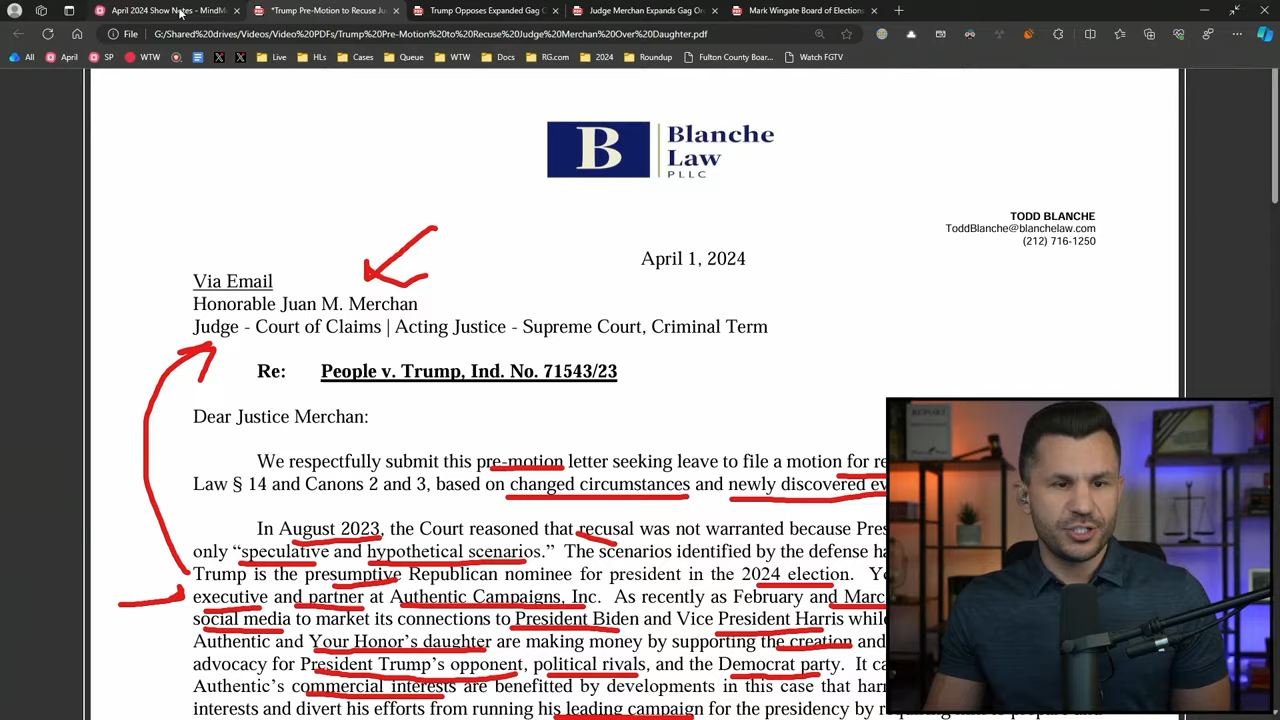 April 2024 Show Notes - MindM
*Trump Pre-Motion to Recuse Ju
Trump Opposes Expanded Gag C
Judge Merchan Expands Gag Or
Mark Wingate Board of Elections
File G:/Shared%20drives/Videos/Video%20PDFs/Trump%20Pre-Motion%20to%20Recuse%20Judge%20Merchan%20Over%20Daughter.pdf
All April SP WTW Live HLs Cases Queue WTW Docs RG.com 2024 Roundup Fulton County Boar... Watch FGTV
B Blanche
Law
PLLC
TODD BLANCHE
ToddBlanche@blanchelaw.com
(212) 716-1250
April 1, 2024
Via Email
Honorable Juan M. Merchan
Judge - Court of Claims | Acting Justice - Supreme Court, Criminal Term
Re: People v. Trump, Ind. No. 71543/23
Dear Justice Merchan:
We respectfully submit this pre-motion letter seeking leave to file a motion for re
Law § 14 and Canons 2 and 3, based on changed circumstances and newly discovered ev
In August 2023, the Court reasoned that recusal was not warranted because Pres
only “speculative and hypothetical scenarios.” The scenarios identified by the defense ha
Trump is the presumptive Republican nominee for president in the 2024 election. Y
executive and partner at Authentic Campaigns, Inc. As recently as February and Marc
social media to market its connections to President Biden and Vice President Harris while
Authentic and Your Honor’s daughter are making money by supporting the creation and
advocacy for President Trump’s opponent, political rivals, and the Democrat party. It ca
Authentic’s commercial interests are benefitted by developments in this case that harm
interests and divert his efforts from running his leading campaign for the presidency by
REPORT